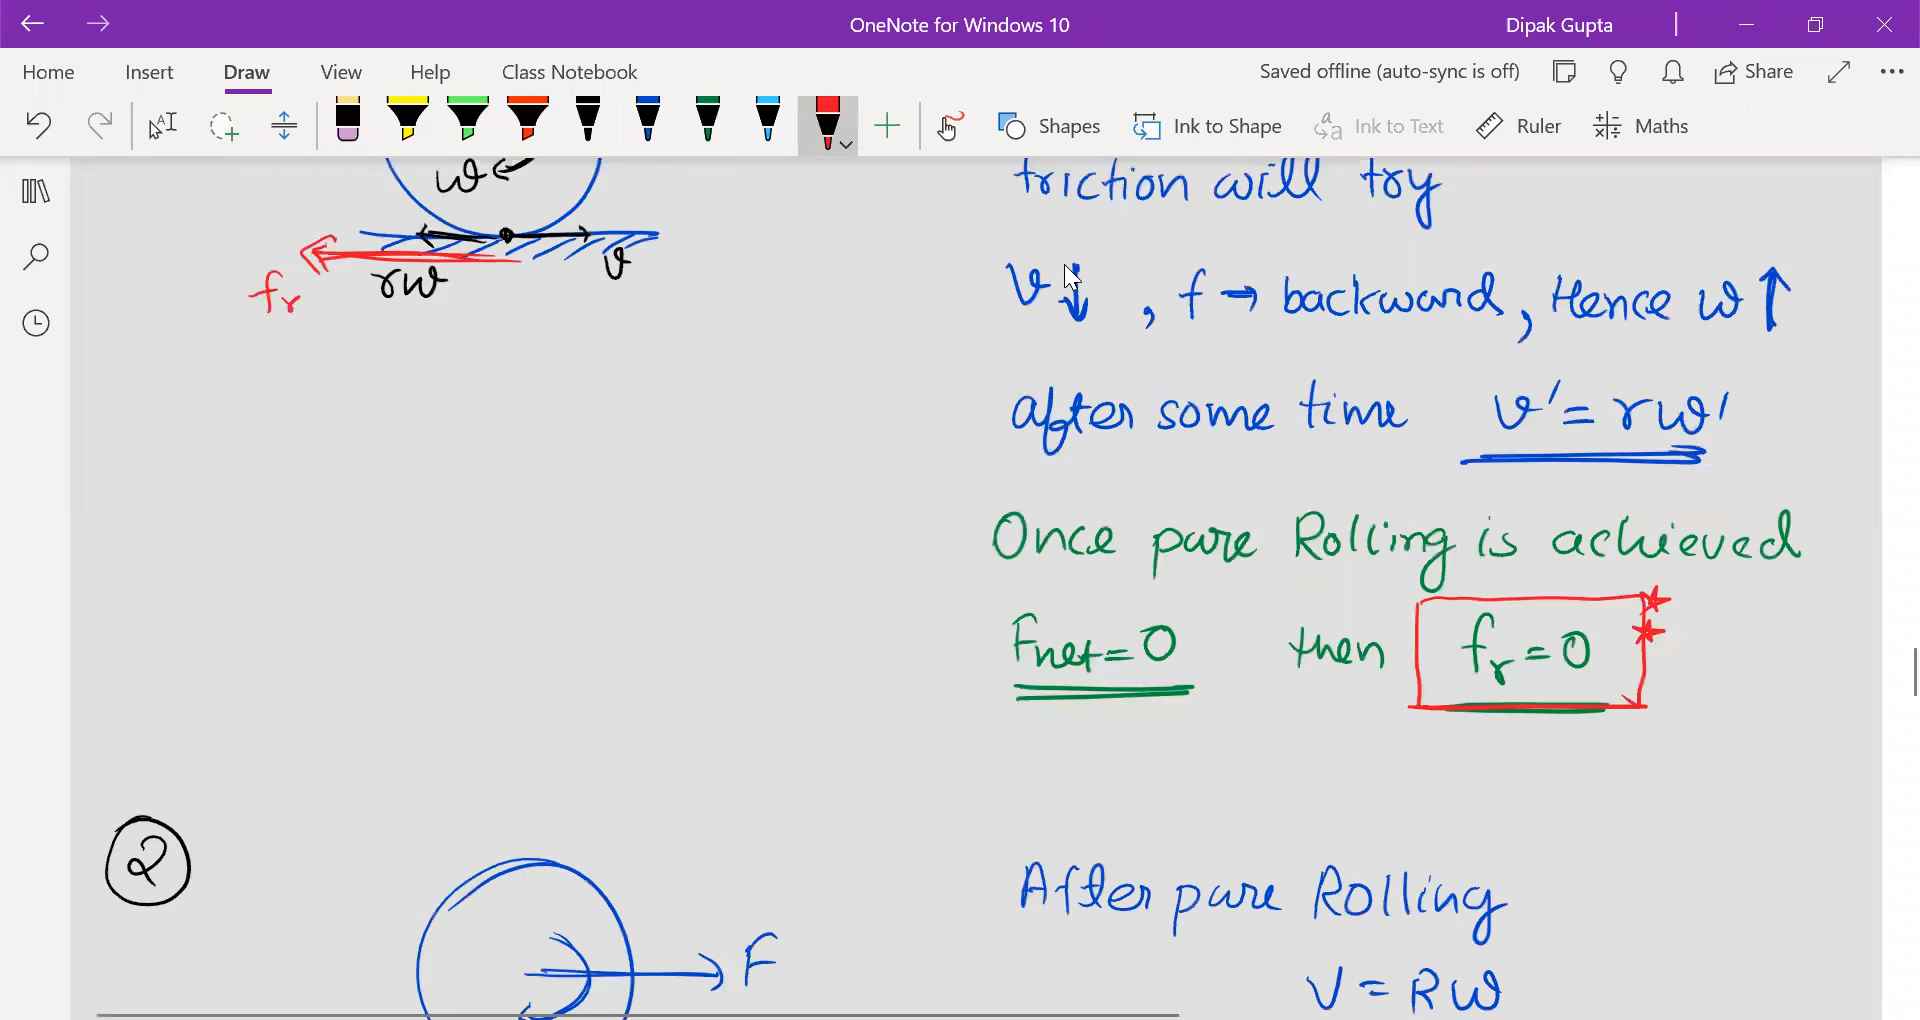 OneNote for Windows 10
Dipak Gupta
Home Insert Draw View Help Class Notebook
Saved offline (auto-sync is off) Share
Shapes Ink to Shape Ink to Text Ruler Maths
friction will try
ω
rω
v
fr
v↓, f → backward, Hence ω↑
after some time v' = rω'
Once pure Rolling is achieved
Fnet = 0 then fr = 0
2
F
After pure Rolling
V = Rω